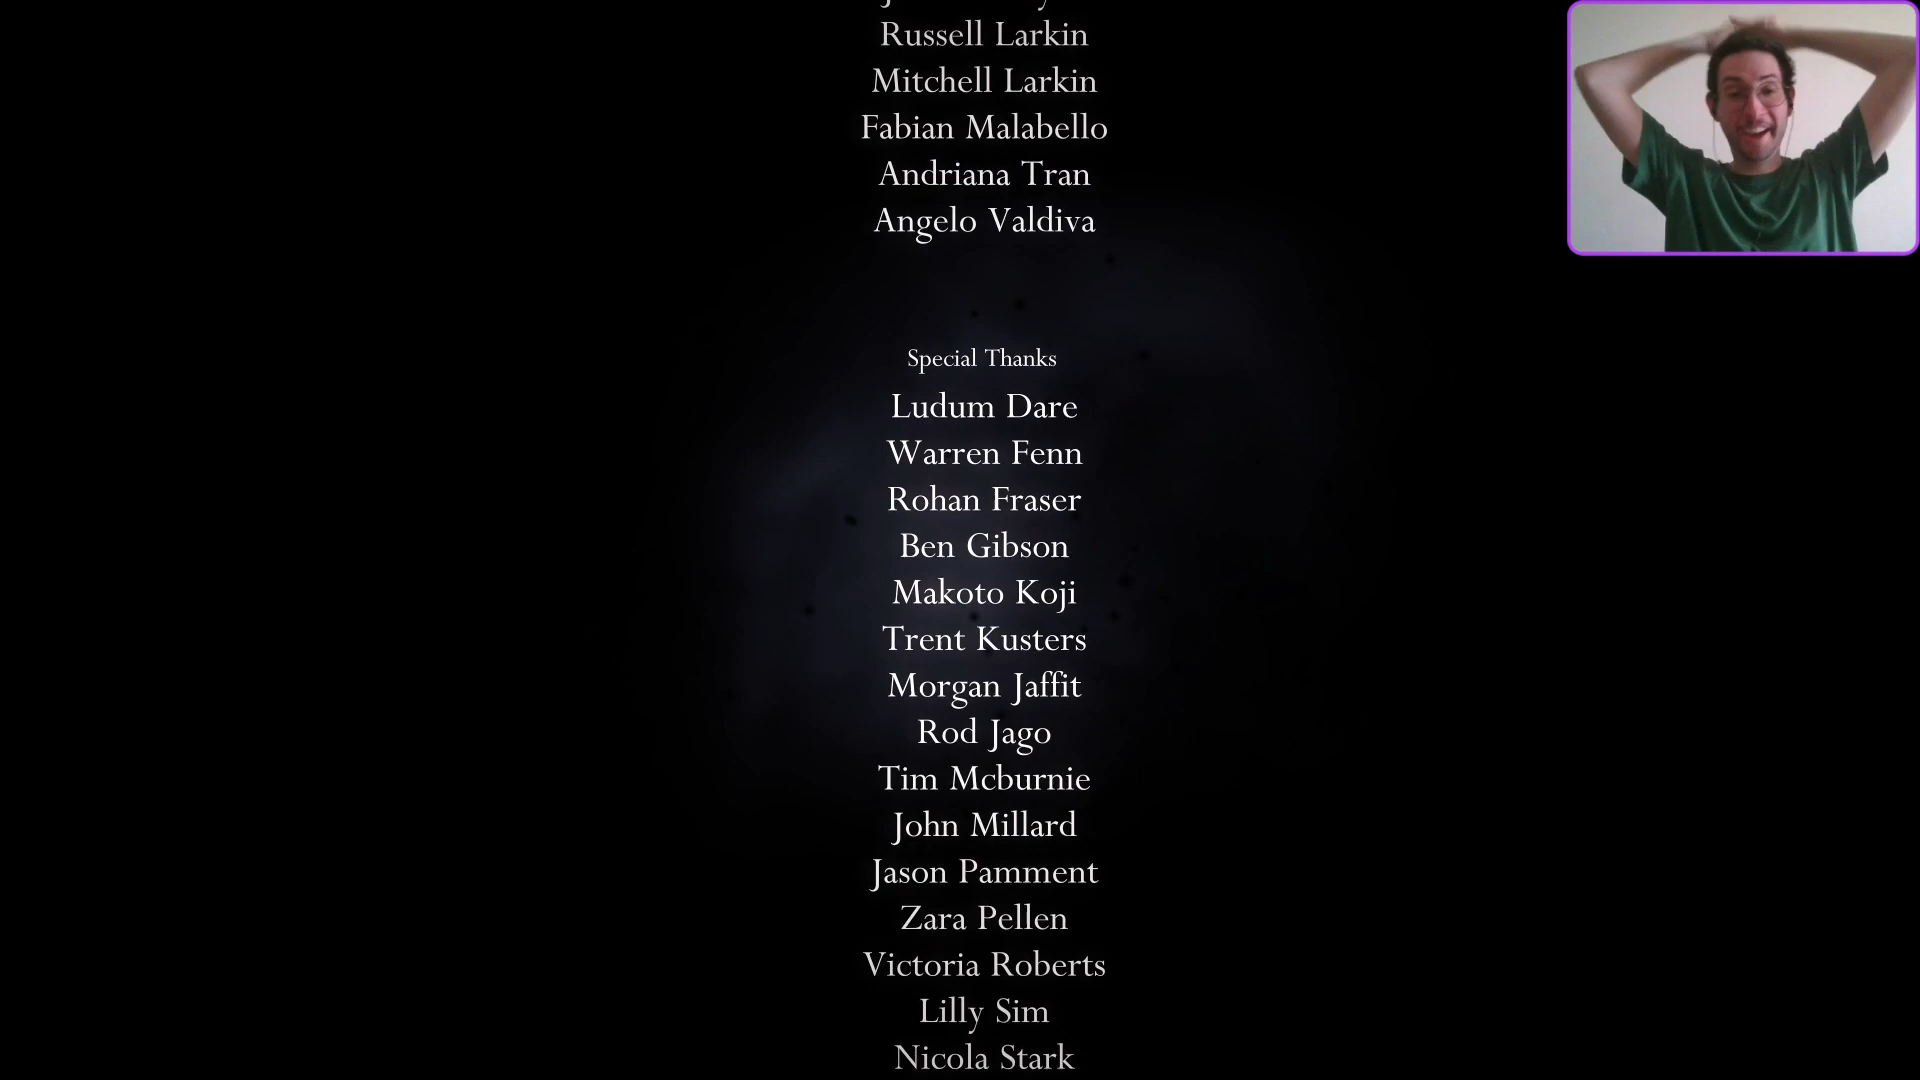 Russell Larkin
Mitchell Larkin
Fabian Malabello
Andriana Tran
Angelo Valdiva
Special Thanks
Ludum Dare
Warren Fenn
Rohan Fraser
Ben Gibson
Makoto Koji
Trent Kusters
Morgan Jaffit
Rod Jago
Tim Mcburnie
John Millard
Jason Pamment
Zara Pellen
Victoria Roberts
Lilly Sim
Nicola Stark